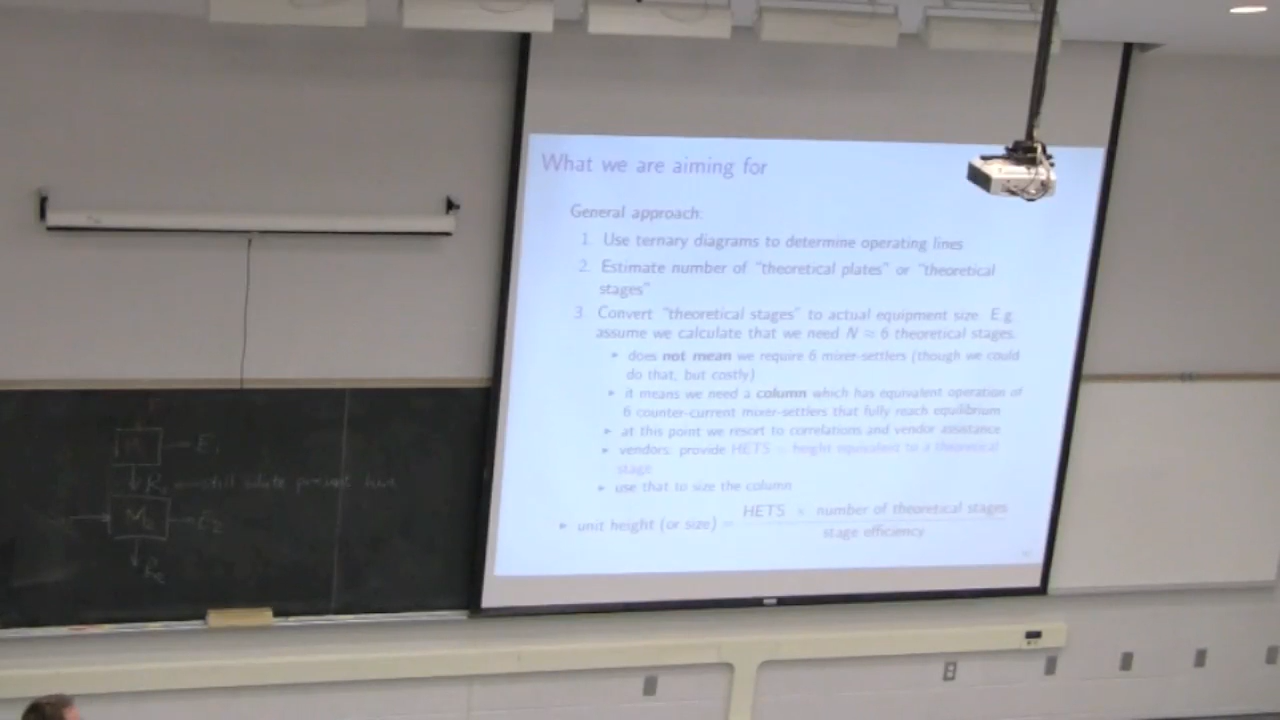 What we are aiming for
General approach:
1. Use ternary diagrams to determine operating lines
2. Estimate number of "theoretical plates" or "theoretical
stages"
3. Convert "theoretical stages" to actual equipment size. E.g.
assume we calculate that we need N ≈ 6 theoretical stages.
▸ does not mean we require 6 mixer-settlers (though we could
do that, but costly)
▸ it means we need a column which has equivalent operation of
6 counter-current mixer-settlers that fully reach equilibrium
▸ at this point we resort to correlations and vendor assistance
▸ vendors: provide HETS = height equivalent to a theoretical
stage
▸ use that to size the column
▸ unit height (or size) = HETS × number of theoretical stages
stage efficiency
E₁
R₁
M₂
E₂
R₂